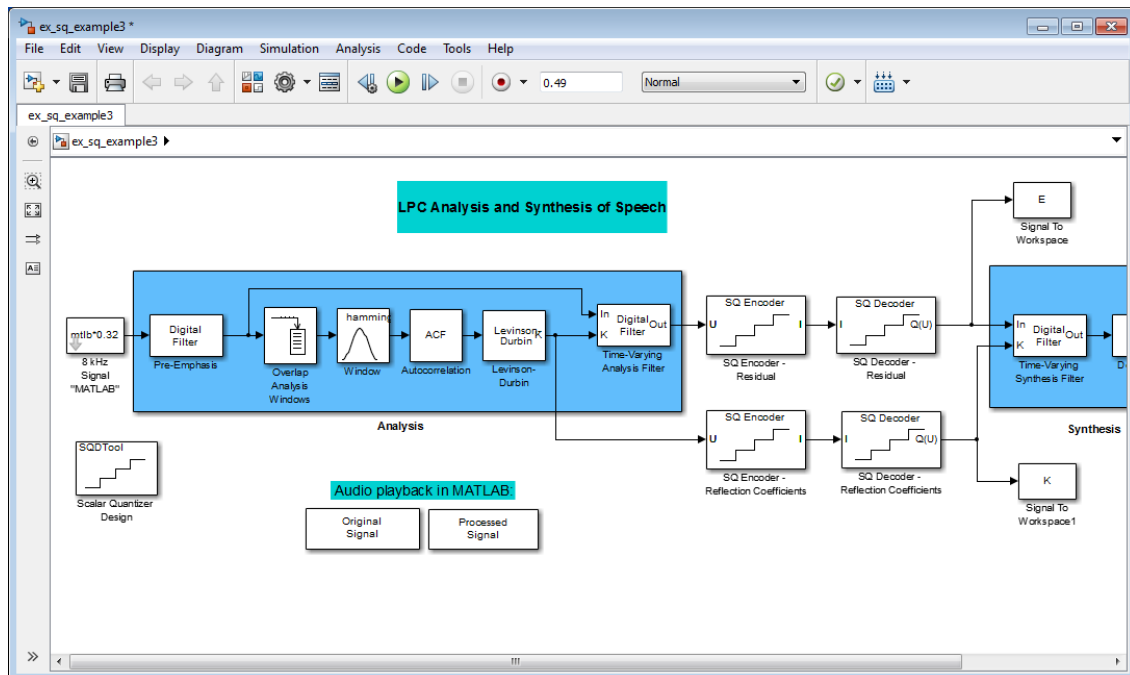 ex_sq_example3 *
File Edit View Display Diagram Simulation Analysis Code Tools Help
0.49
Normal
ex_sq_example3
ex_sq_example3
LPC Analysis and Synthesis of Speech
E
Signal To
Workspace
mtlb*0.32
8 kHz
Signal
"MATLAB"
Digital
Filter
Pre-Emphasis
Overlap
Analysis
Windows
hamming
Window
ACF
Autocorrelation
Levinson
Durbin
K
Levinson-
Durbin
In
K
Digital
Filter
Out
Time-Varying
Analysis Filter
Analysis
SQ Encoder
U
I
SQ Encoder -
Residual
SQ Decoder
I
Q(U)
SQ Decoder -
Residual
In
K
Digital
Filter
Out
Time-Varying
Synthesis Filter
D
Synthesis
SQ Encoder
U
I
SQ Encoder -
Reflection Coefficients
SQ Decoder
I
Q(U)
SQ Decoder -
Reflection Coefficients
K
Signal To
Workspace1
SQDTool
Scalar Quantizer
Design
Audio playback in MATLAB:
Original
Signal
Processed
Signal